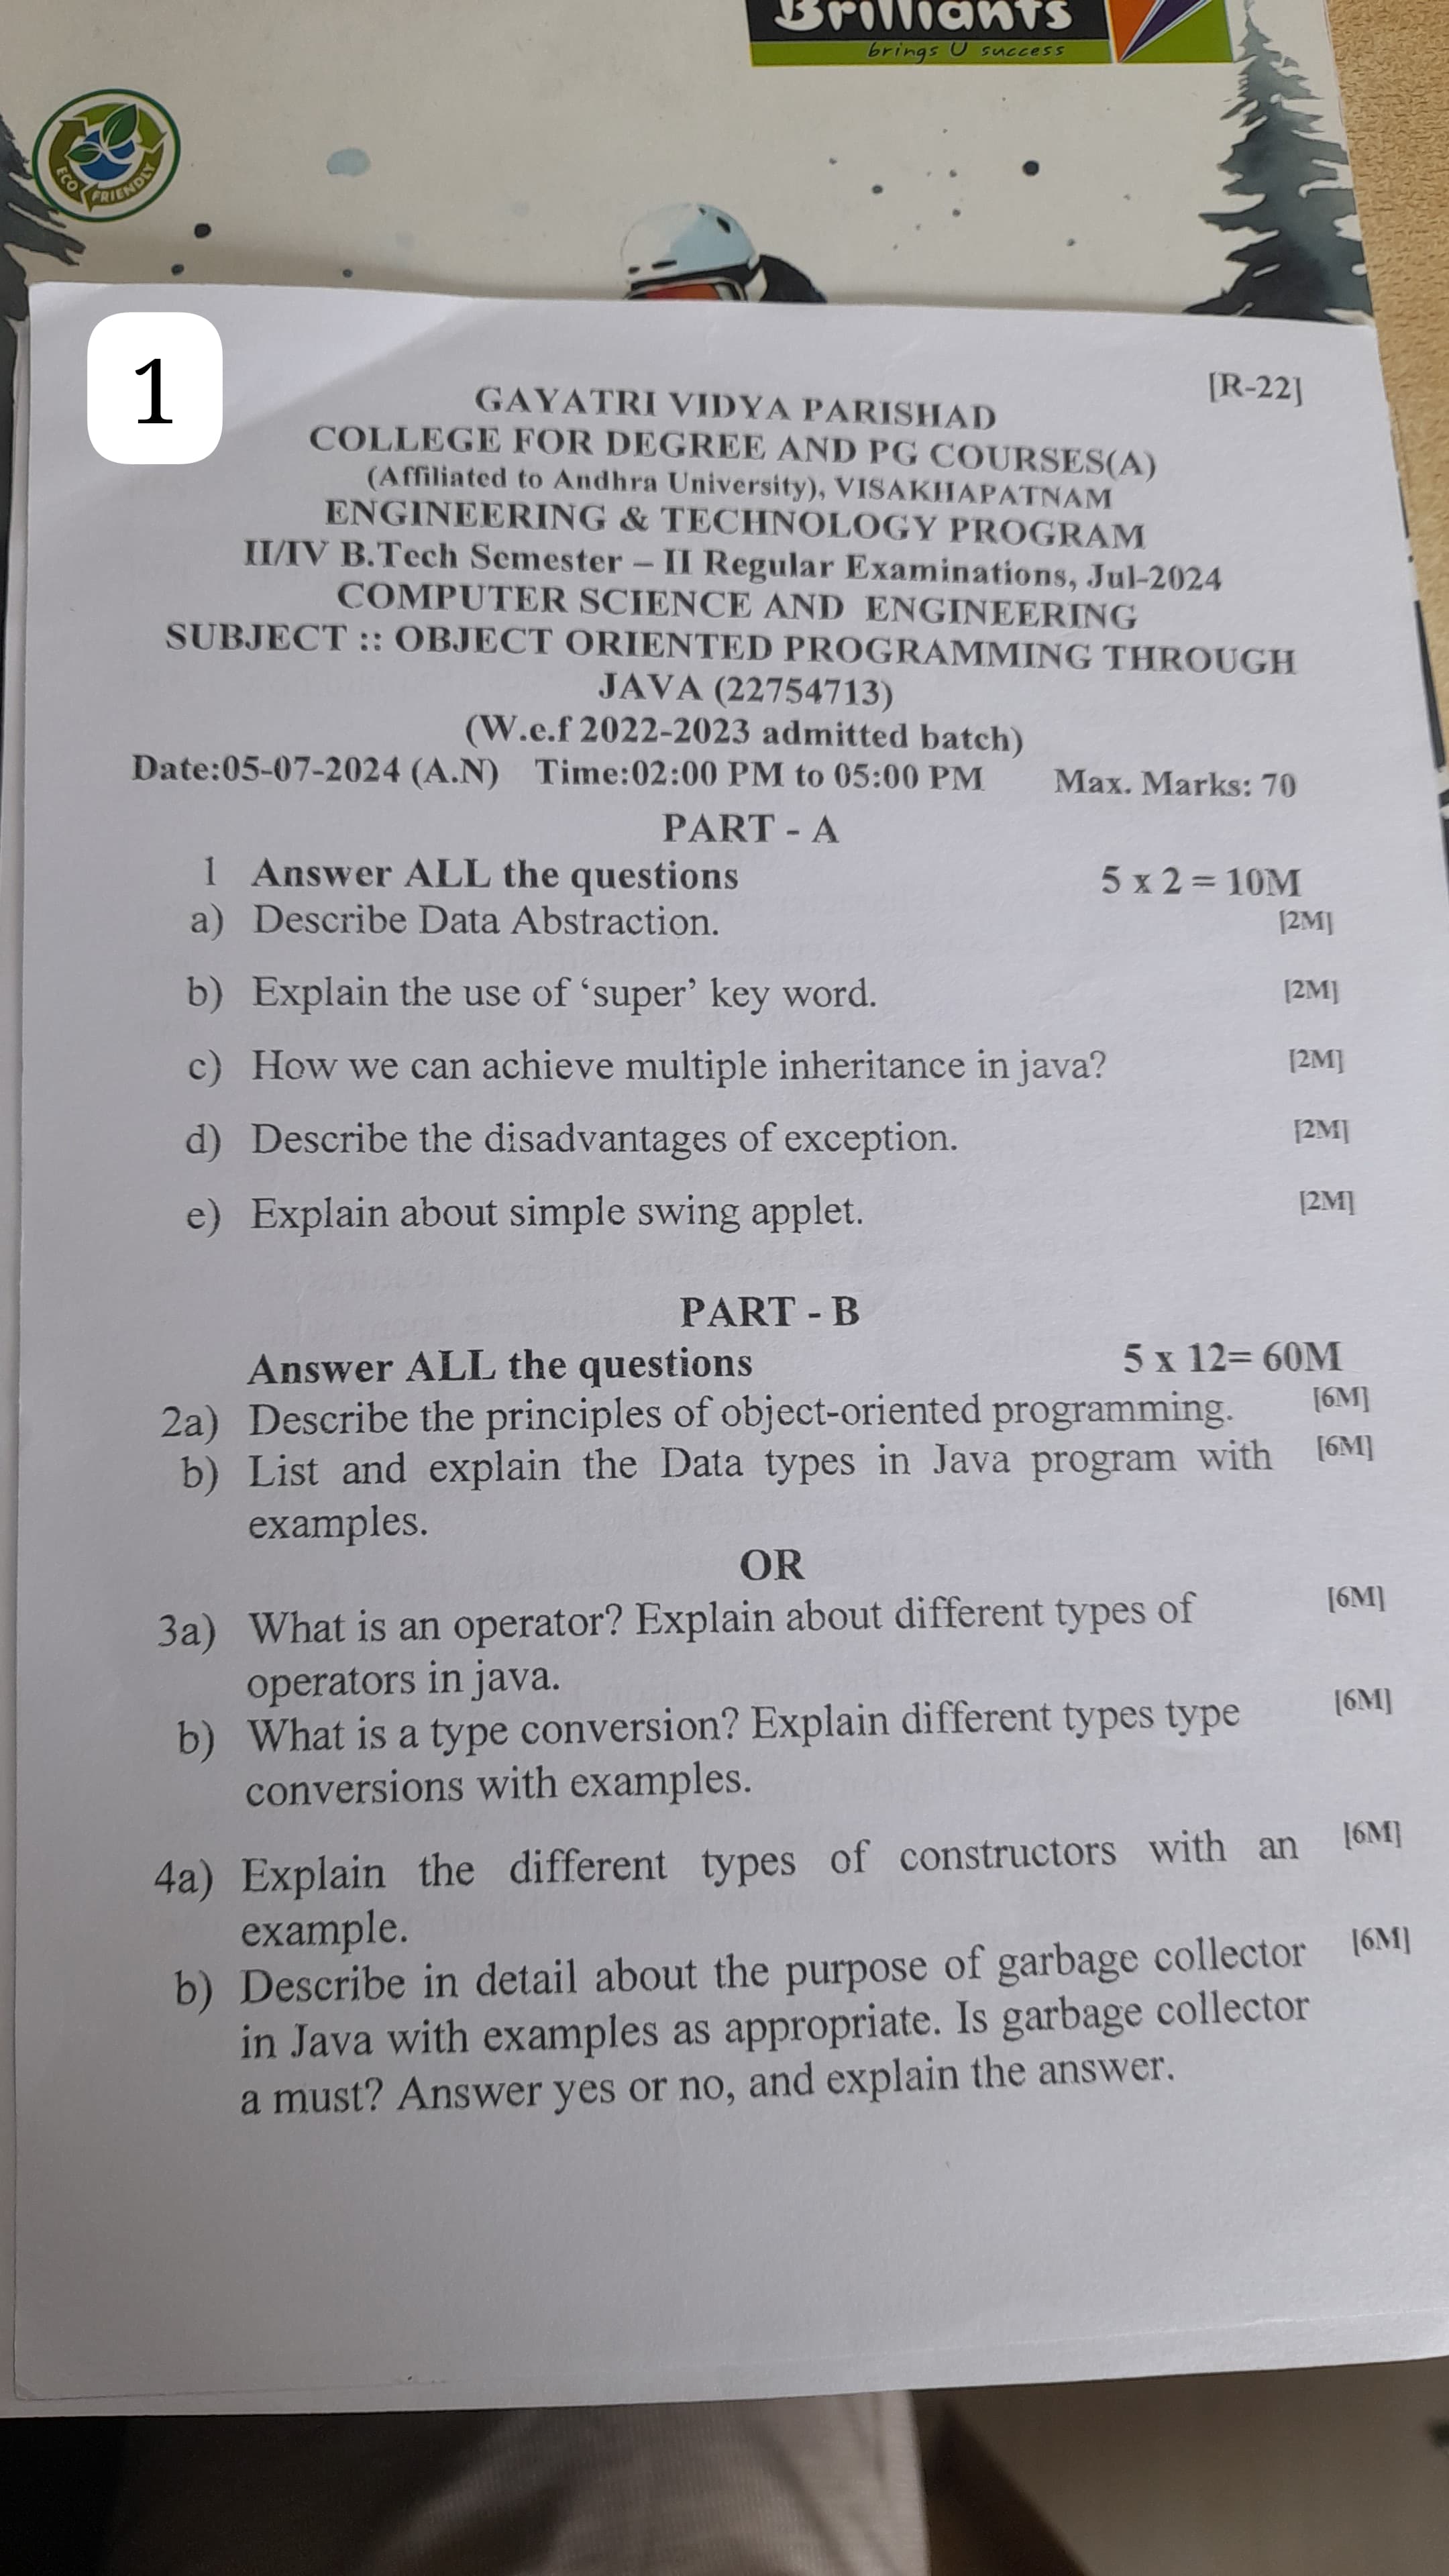 Brilliants
brings U success
ECO FRIENDLY
1
[R-22]
GAYATRI VIDYA PARISHAD
COLLEGE FOR DEGREE AND PG COURSES(A)
(Affiliated to Andhra University), VISAKHAPATNAM
ENGINEERING & TECHNOLOGY PROGRAM
II/IV B.Tech Semester – II Regular Examinations, Jul-2024
COMPUTER SCIENCE AND ENGINEERING
SUBJECT :: OBJECT ORIENTED PROGRAMMING THROUGH
JAVA (22754713)
(W.e.f 2022-2023 admitted batch)
Date:05-07-2024 (A.N) Time:02:00 PM to 05:00 PM Max. Marks: 70
PART - A
1 Answer ALL the questions 5 x 2 = 10M
a) Describe Data Abstraction. [2M]
b) Explain the use of ‘super’ key word. [2M]
c) How we can achieve multiple inheritance in java? [2M]
d) Describe the disadvantages of exception. [2M]
e) Explain about simple swing applet. [2M]
PART - B
Answer ALL the questions 5 x 12= 60M
2a) Describe the principles of object-oriented programming. [6M]
b) List and explain the Data types in Java program with [6M]
examples.
OR
3a) What is an operator? Explain about different types of [6M]
operators in java.
b) What is a type conversion? Explain different types type [6M]
conversions with examples.
4a) Explain the different types of constructors with an [6M]
example.
b) Describe in detail about the purpose of garbage collector [6M]
in Java with examples as appropriate. Is garbage collector
a must? Answer yes or no, and explain the answer.